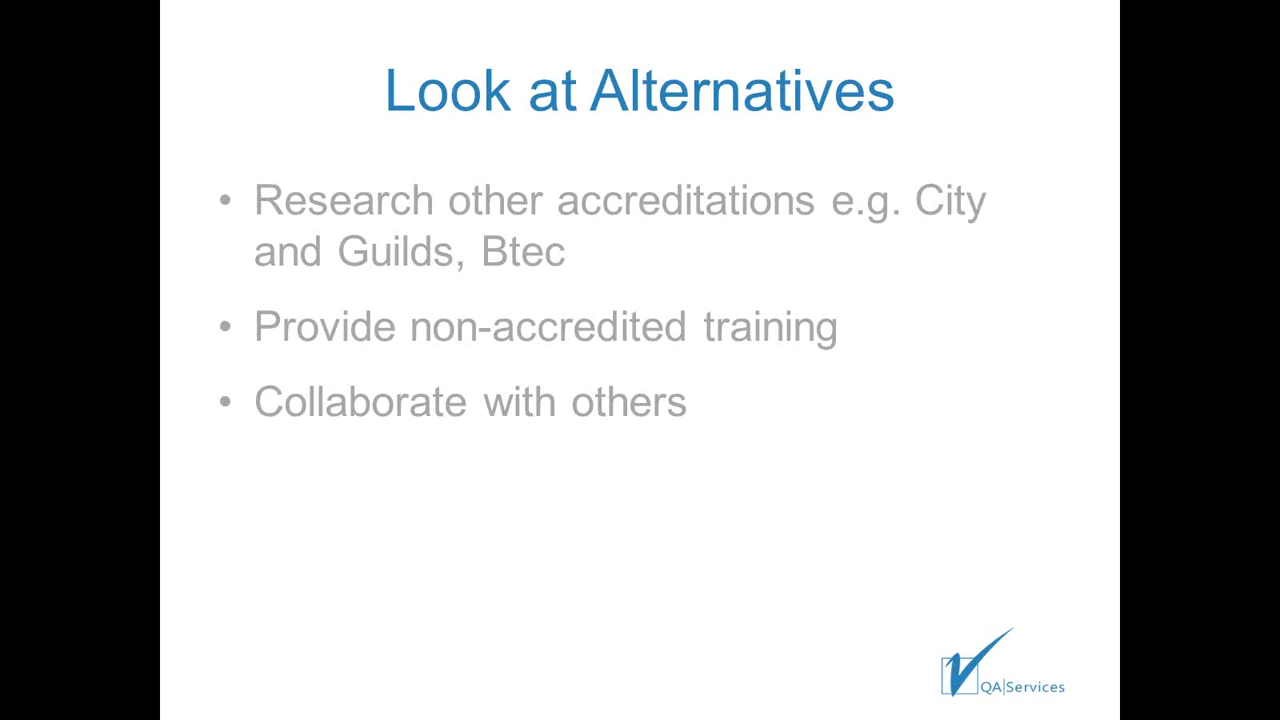 Look at Alternatives
• Research other accreditations e.g. City
and Guilds, Btec
• Provide non-accredited training
• Collaborate with others
QA|Services